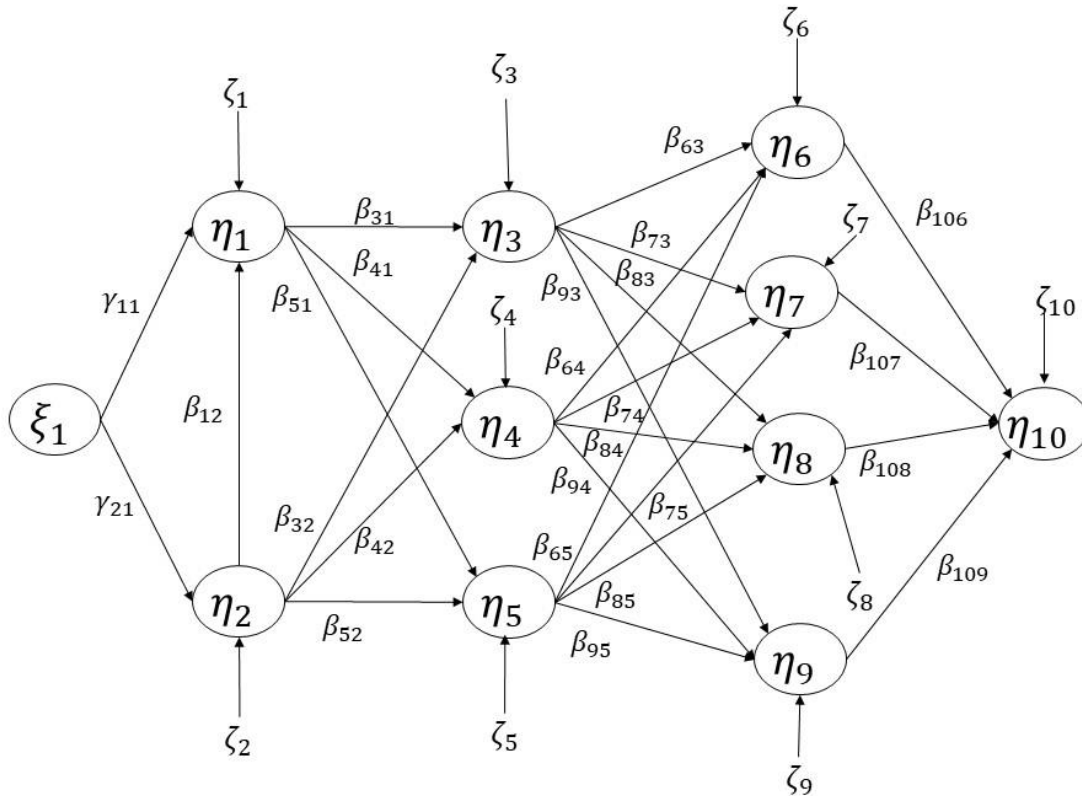 ζ₆
ζ₃
ζ₁
β₆₃
η₆
β₁₀₆
β₃₁
η₁
η₃
β₇₃
ζ₇
β₄₁
β₈₃
β₉₃
η₇
β₅₁
γ₁₁
ζ₄
ζ₁₀
β₆₄
β₁₀₇
β₁₂
ξ₁
η₄
β₇₄
η₁₀
β₈₄
η₈
β₁₀₈
β₉₄
γ₂₁
β₃₂
β₇₅
β₄₂
β₆₅
β₁₀₉
η₂
η₅
β₈₅
ζ₈
β₅₂
β₉₅
η₉
ζ₂
ζ₅
ζ₉